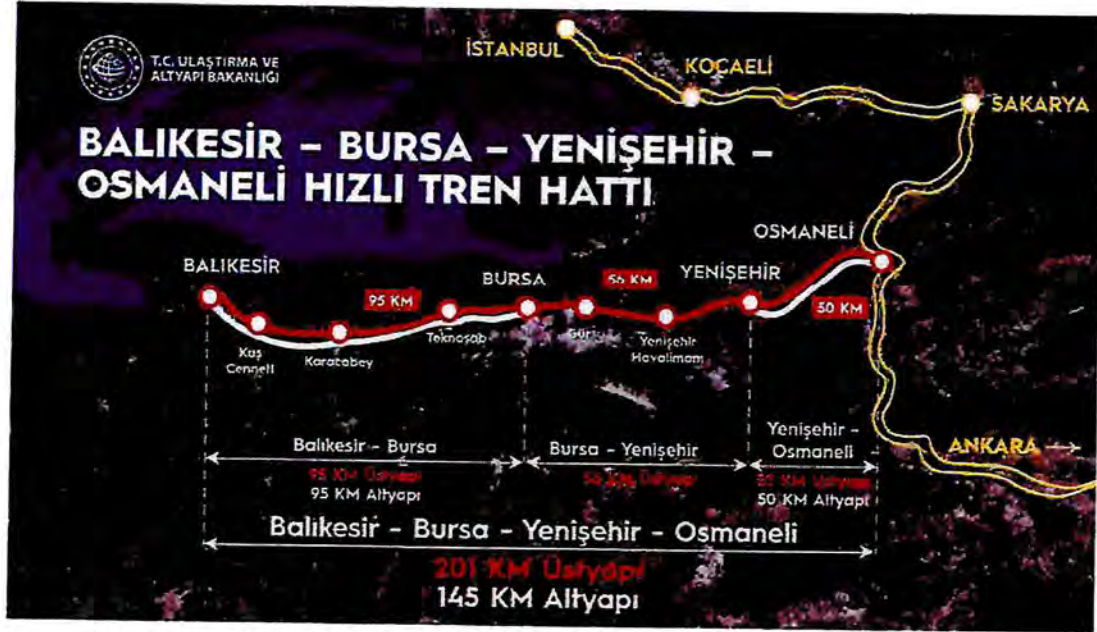 T.C. ULAŞTIRMA VE
ALTYAPI BAKANLIĞI
BALIKESİR – BURSA – YENİŞEHİR –
OSMANELİ HIZLI TREN HATTI
İSTANBUL
KOCAELİ
SAKARYA
OSMANELİ
BALIKESİR
BURSA
56 KM
YENİŞEHİR
95 KM
50 KM
Kuş
Cenneti
Karacabey
Teknosab
Yenişehir
Havalimanı
Balıkesir – Bursa
95 KM Üstyapı
95 KM Altyapı
Bursa – Yenişehir
56 KM Üstyapı
Yenişehir –
Osmaneli
KM Üstyapı
50 KM Altyapı
ANKARA
Balıkesir – Bursa – Yenişehir – Osmaneli
201 KM Üstyapı
145 KM Altyapı